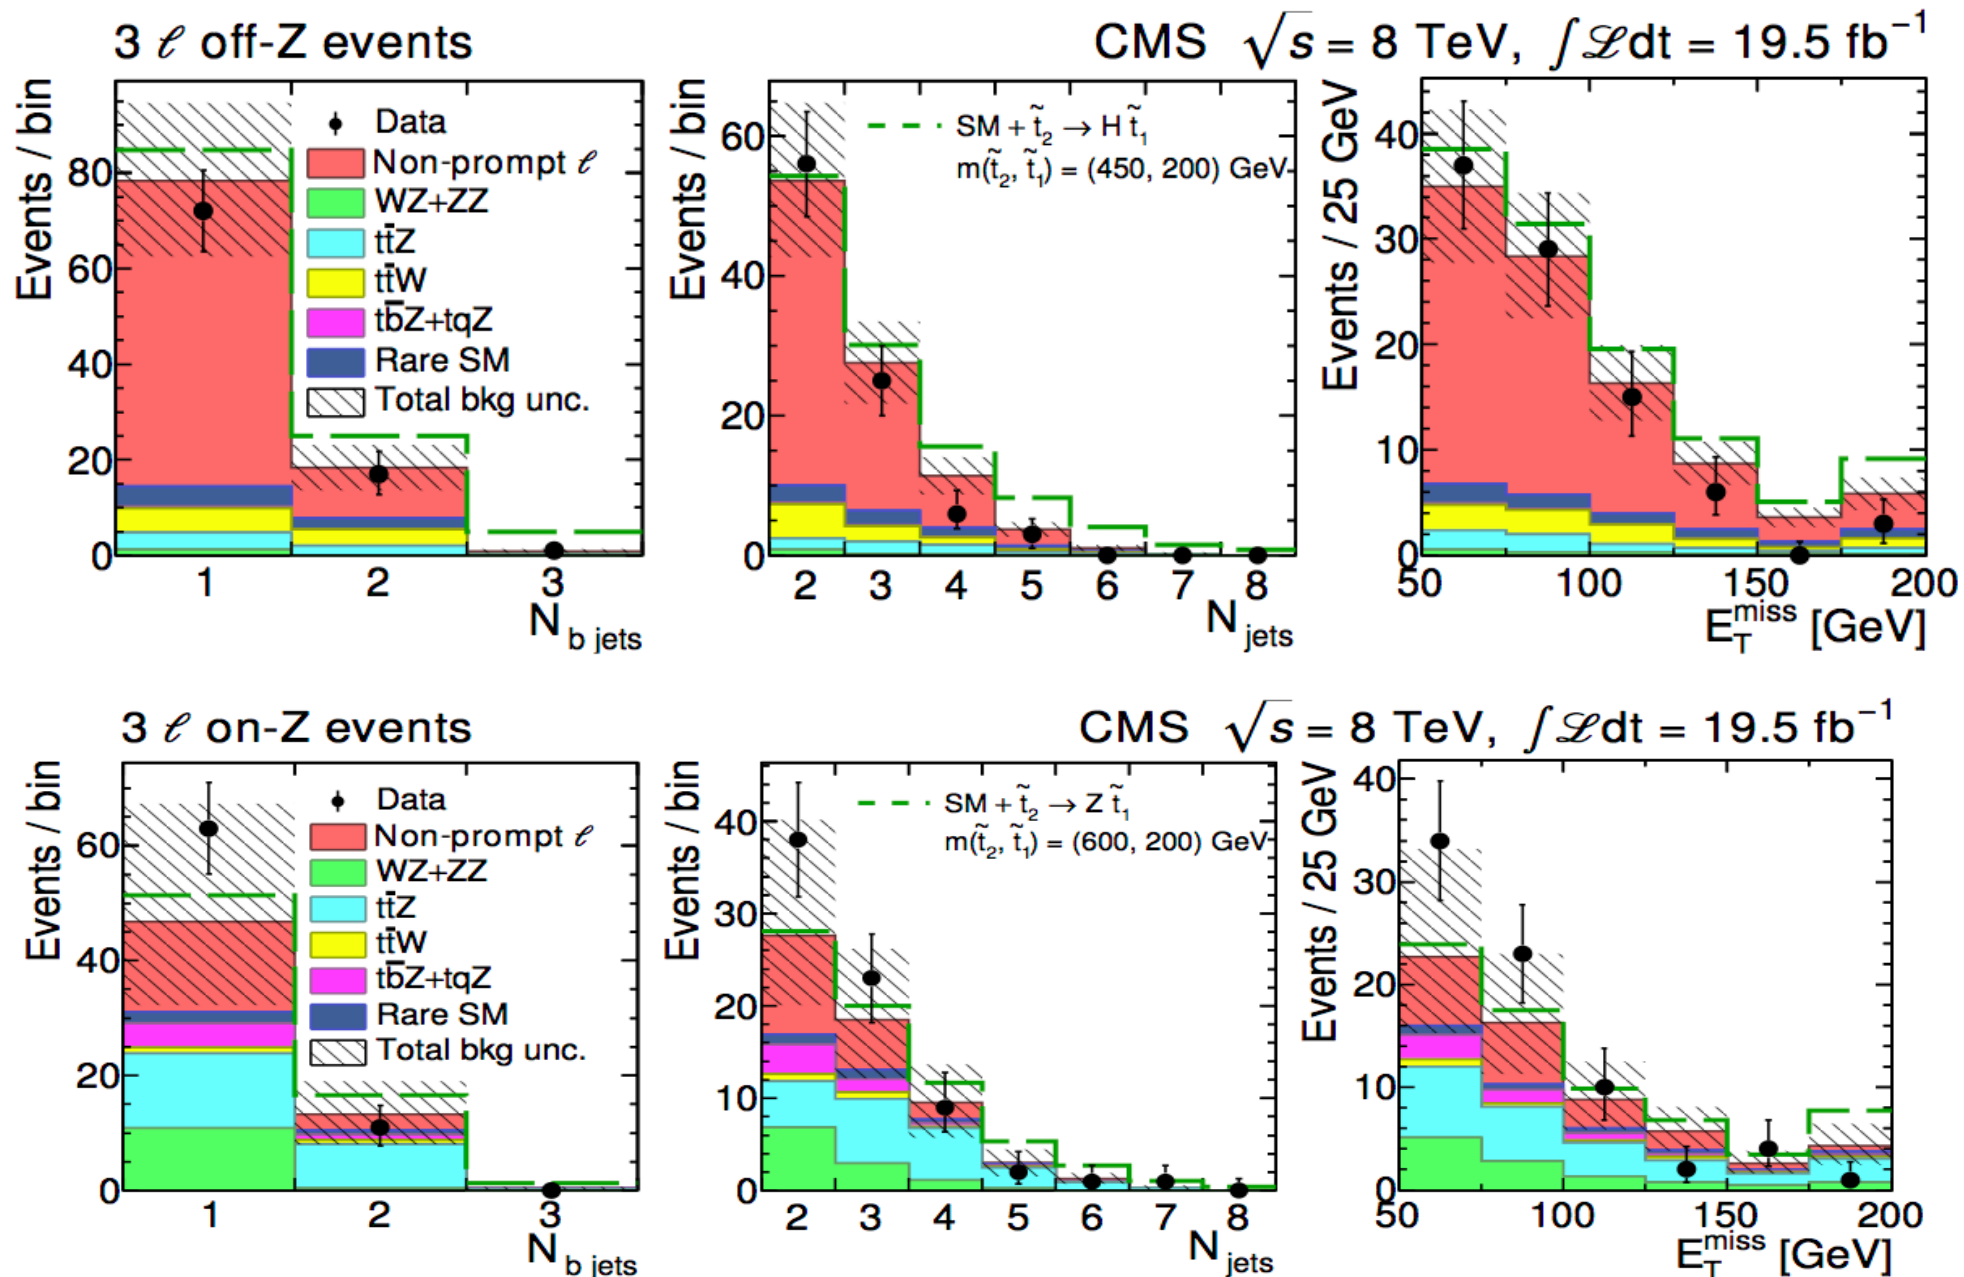 3 ℓ off-Z events
CMS √s = 8 TeV, ∫ℒdt = 19.5 fb⁻¹
Events / bin
80
60
40
20
0
1
2
3
N b jets
Data
Non-prompt ℓ
WZ+ZZ
tt̄Z
tt̄W
tb̄Z+tqZ
Rare SM
Total bkg unc.
Events / bin
60
40
20
0
2
3
4
5
6
7
8
N jets
SM + t̃₂ → H t̃₁
m(t̃₂, t̃₁) = (450, 200) GeV
Events / 25 GeV
40
30
20
10
0
50
100
150
200
E_T^miss [GeV]
3 ℓ on-Z events
CMS √s = 8 TeV, ∫ℒdt = 19.5 fb⁻¹
Events / bin
60
40
20
0
1
2
3
N b jets
Data
Non-prompt ℓ
WZ+ZZ
tt̄Z
tt̄W
tb̄Z+tqZ
Rare SM
Total bkg unc.
Events / bin
40
30
20
10
0
2
3
4
5
6
7
8
N jets
SM + t̃₂ → Z t̃₁
m(t̃₂, t̃₁) = (600, 200) GeV
Events / 25 GeV
40
30
20
10
0
50
100
150
200
E_T^miss [GeV]